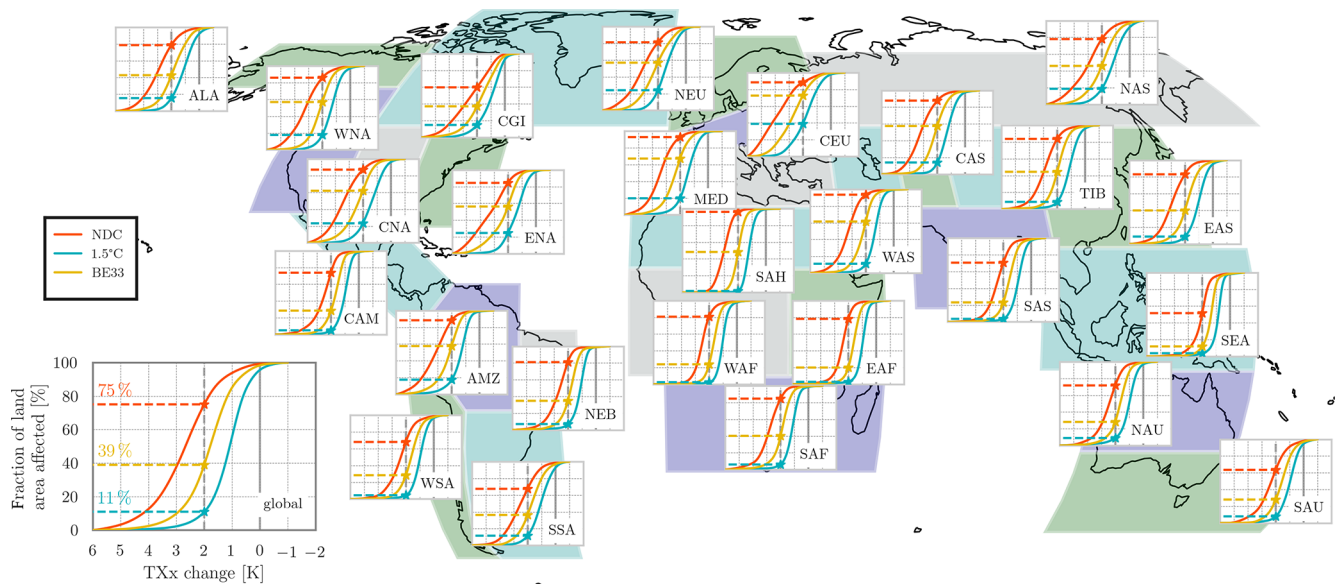 ALA
WNA
CGI
NEU
CEU
NAS
CAS
CNA
ENA
MED
TIB
EAS
NDC
1.5°C
BE33
SAH
WAS
SAS
CAM
SEA
AMZ
WAF
EAF
NEB
NAU
SAF
WSA
SSA
SAU
Fraction of land
area affected [%]
100
80
60
40
20
0
75 %
39 %
11 %
global
6 5 4 3 2 1 0 −1 −2
TXx change [K]